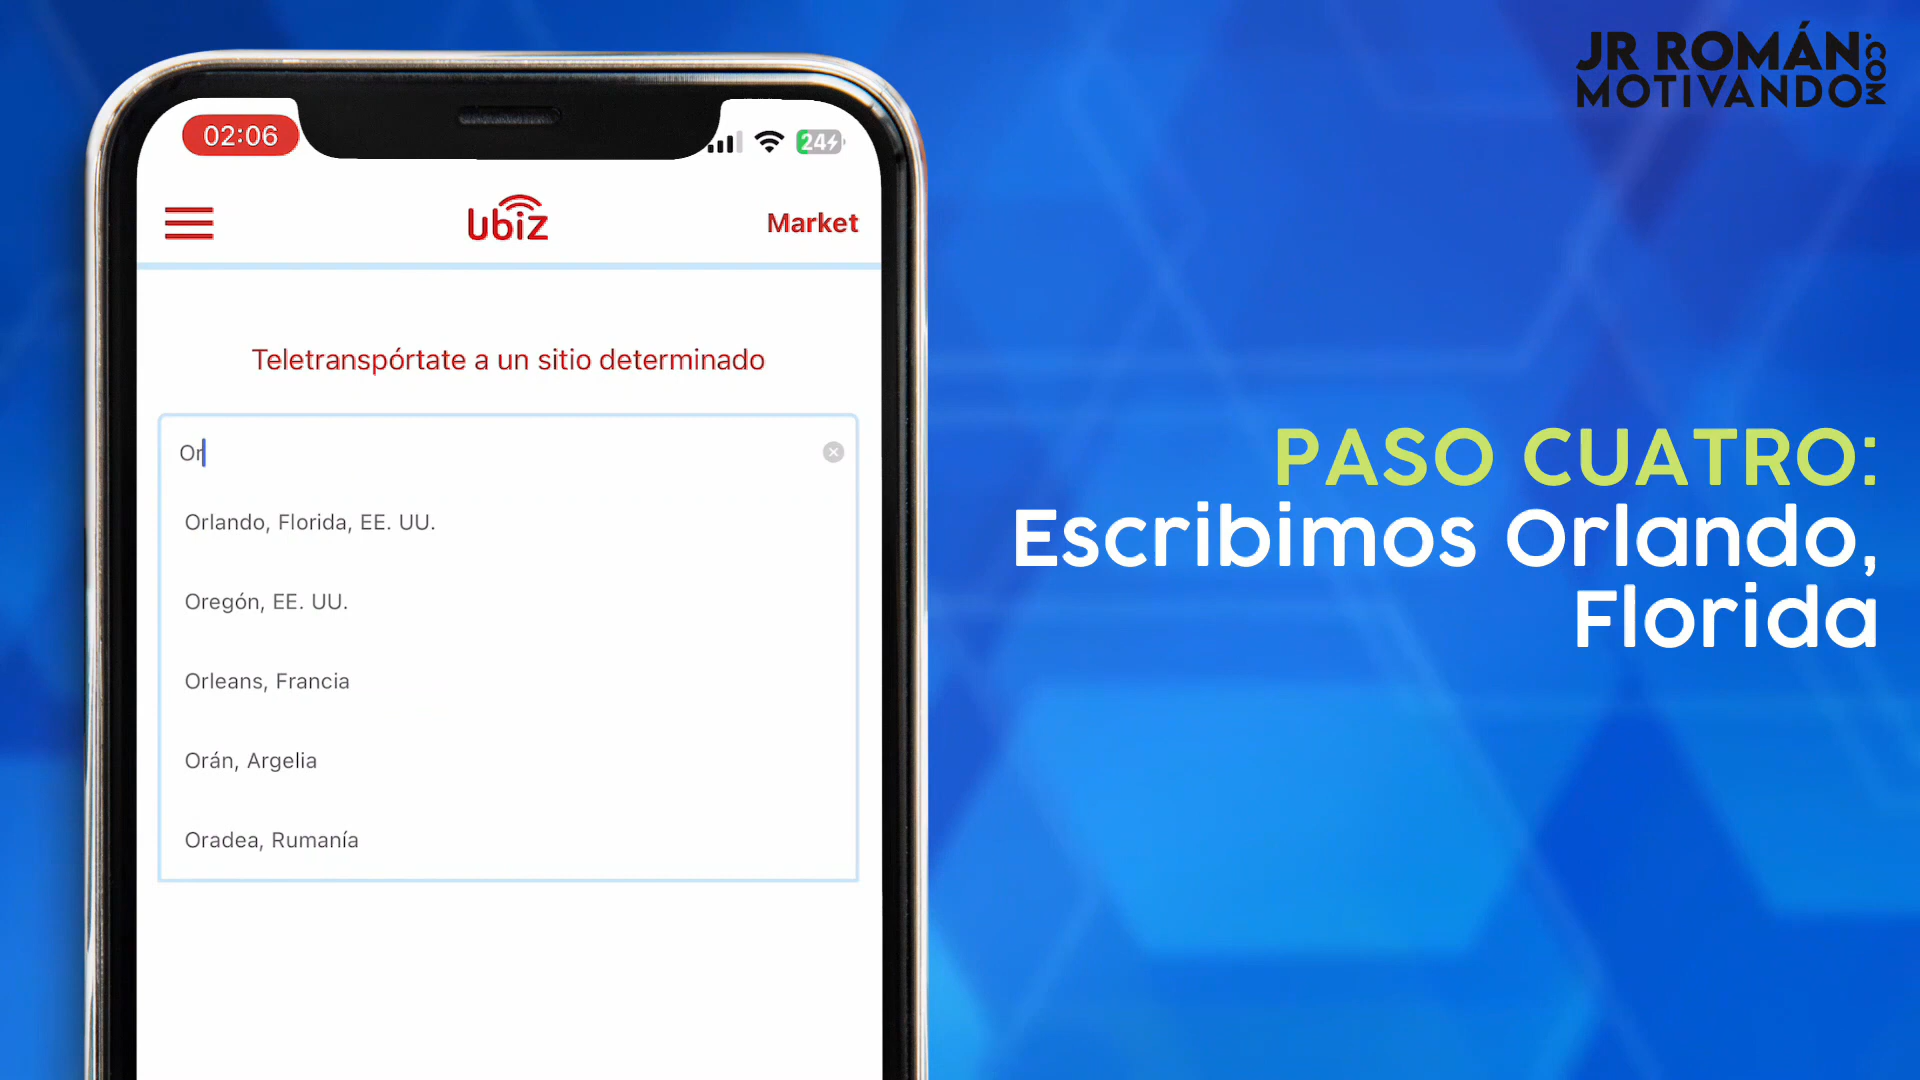 JR ROMÁN
MOTIVANDO
.COM
02:06
24
Ubiz
Market
Teletranspórtate a un sitio determinado
Or
Orlando, Florida, EE. UU.
Oregón, EE. UU.
Orleans, Francia
Orán, Argelia
Oradea, Rumanía
PASO CUATRO:
Escribimos Orlando,
Florida